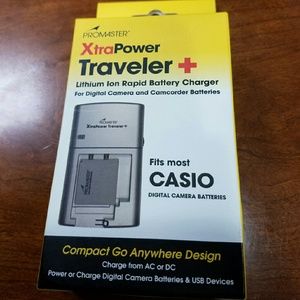 PROMASTER
XtraPower
Traveler +
Lithium Ion Rapid Battery Charger
For Digital Camera and Camcorder Batteries
PROMASTER
XtraPower Traveler+
Fits most
CASIO
DIGITAL CAMERA BATTERIES
Compact Go Anywhere Design
Charge from AC or DC
Power or Charge Digital Camera Batteries & USB Devices